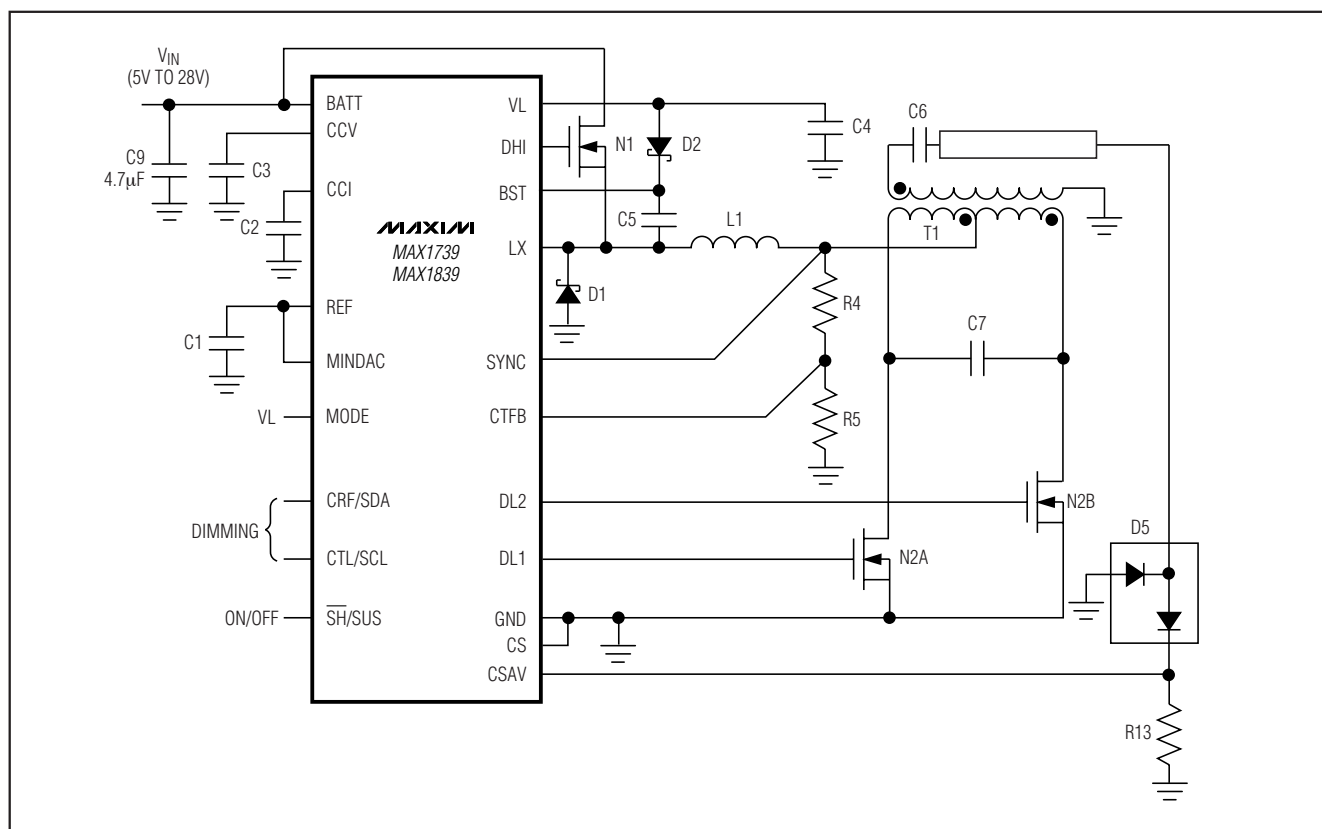 VIN
(5V TO 28V)
C9
4.7µF
C3
C2
C1
VL
DIMMING
ON/OFF
BATT
CCV
CCI
REF
MINDAC
MODE
CRF/SDA
CTL/SCL
SH/SUS
MAXIM
MAX1739
MAX1839
VL
DHI
BST
LX
SYNC
CTFB
DL2
DL1
GND
CS
CSAV
N1
D2
C4
C5
L1
D1
R4
R5
C6
T1
C7
N2B
N2A
D5
R13